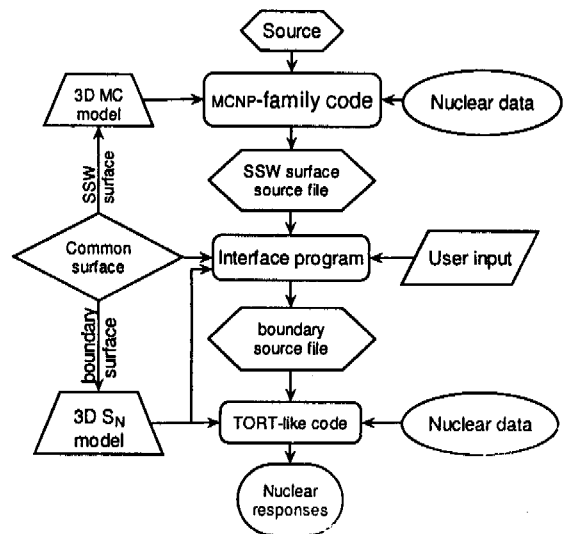 Source
3D MC
model
MCNP-family code
Nuclear data
SSW
surface
SSW surface
source file
Common
surface
Interface program
User input
boundary
surface
boundary
source file
3D S_N
model
TORT-like code
Nuclear data
Nuclear
responses